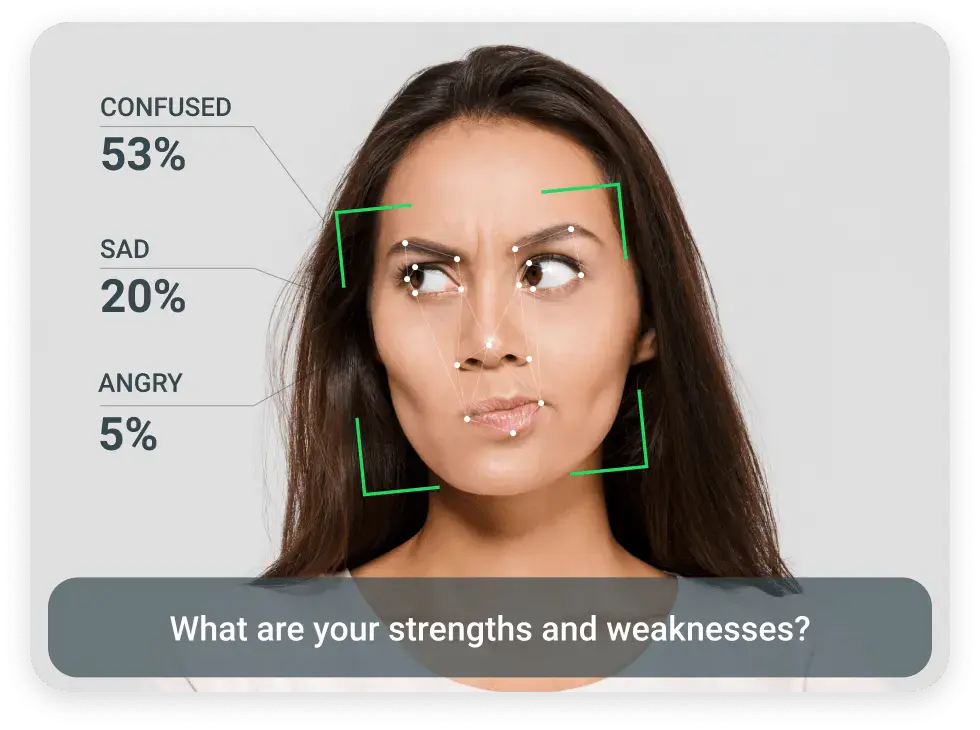 CONFUSED
53%
SAD
20%
ANGRY
5%
What are your strengths and weaknesses?